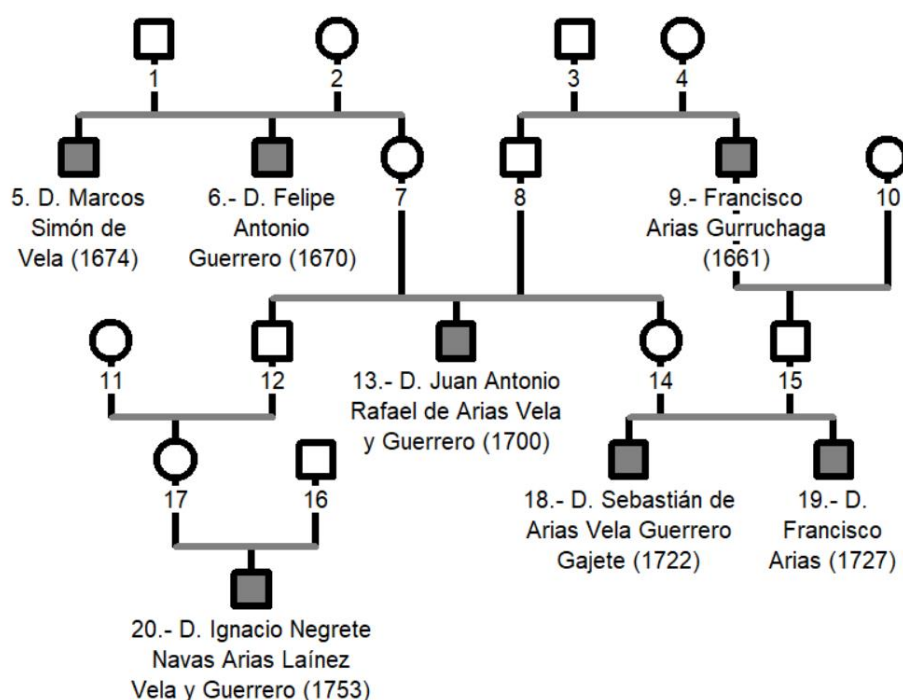 1
2
3
4
5. D. Marcos
Simón de
Vela (1674)
6.- D. Felipe
Antonio
Guerrero (1670)
7
8
9.- Francisco
Arias Gurruchaga
(1661)
10
11
12
13.- D. Juan Antonio
Rafael de Arias Vela
y Guerrero (1700)
14
15
17
16
18.- D. Sebastián de
Arias Vela Guerrero
Gajete (1722)
19.- D.
Francisco
Arias (1727)
20.- D. Ignacio Negrete
Navas Arias Laínez
Vela y Guerrero (1753)